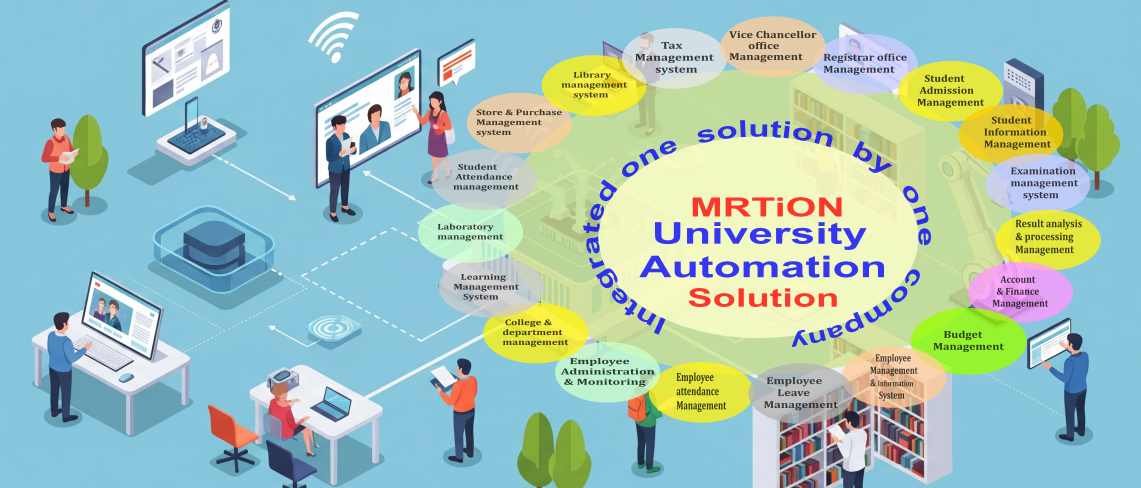 Integrated one solution by one company
MRTiON
University
Automation
Solution
Vice Chancellor
office
Management
Registrar office
Management
Student
Admission
Management
Student
Information
Management
Examination
management
system
Result analysis
& processing
Management
Account
& Finance
Management
Budget
Management
Employee
Management
& Information
System
Employee
Leave
Management
Employee
attendance
Management
Employee
Administration
& Monitoring
College &
department
management
Learning
Management
System
Laboratory
management
Student
Attendance
management
Store & Purchase
Management
system
Library
management
system
Tax
Management
system